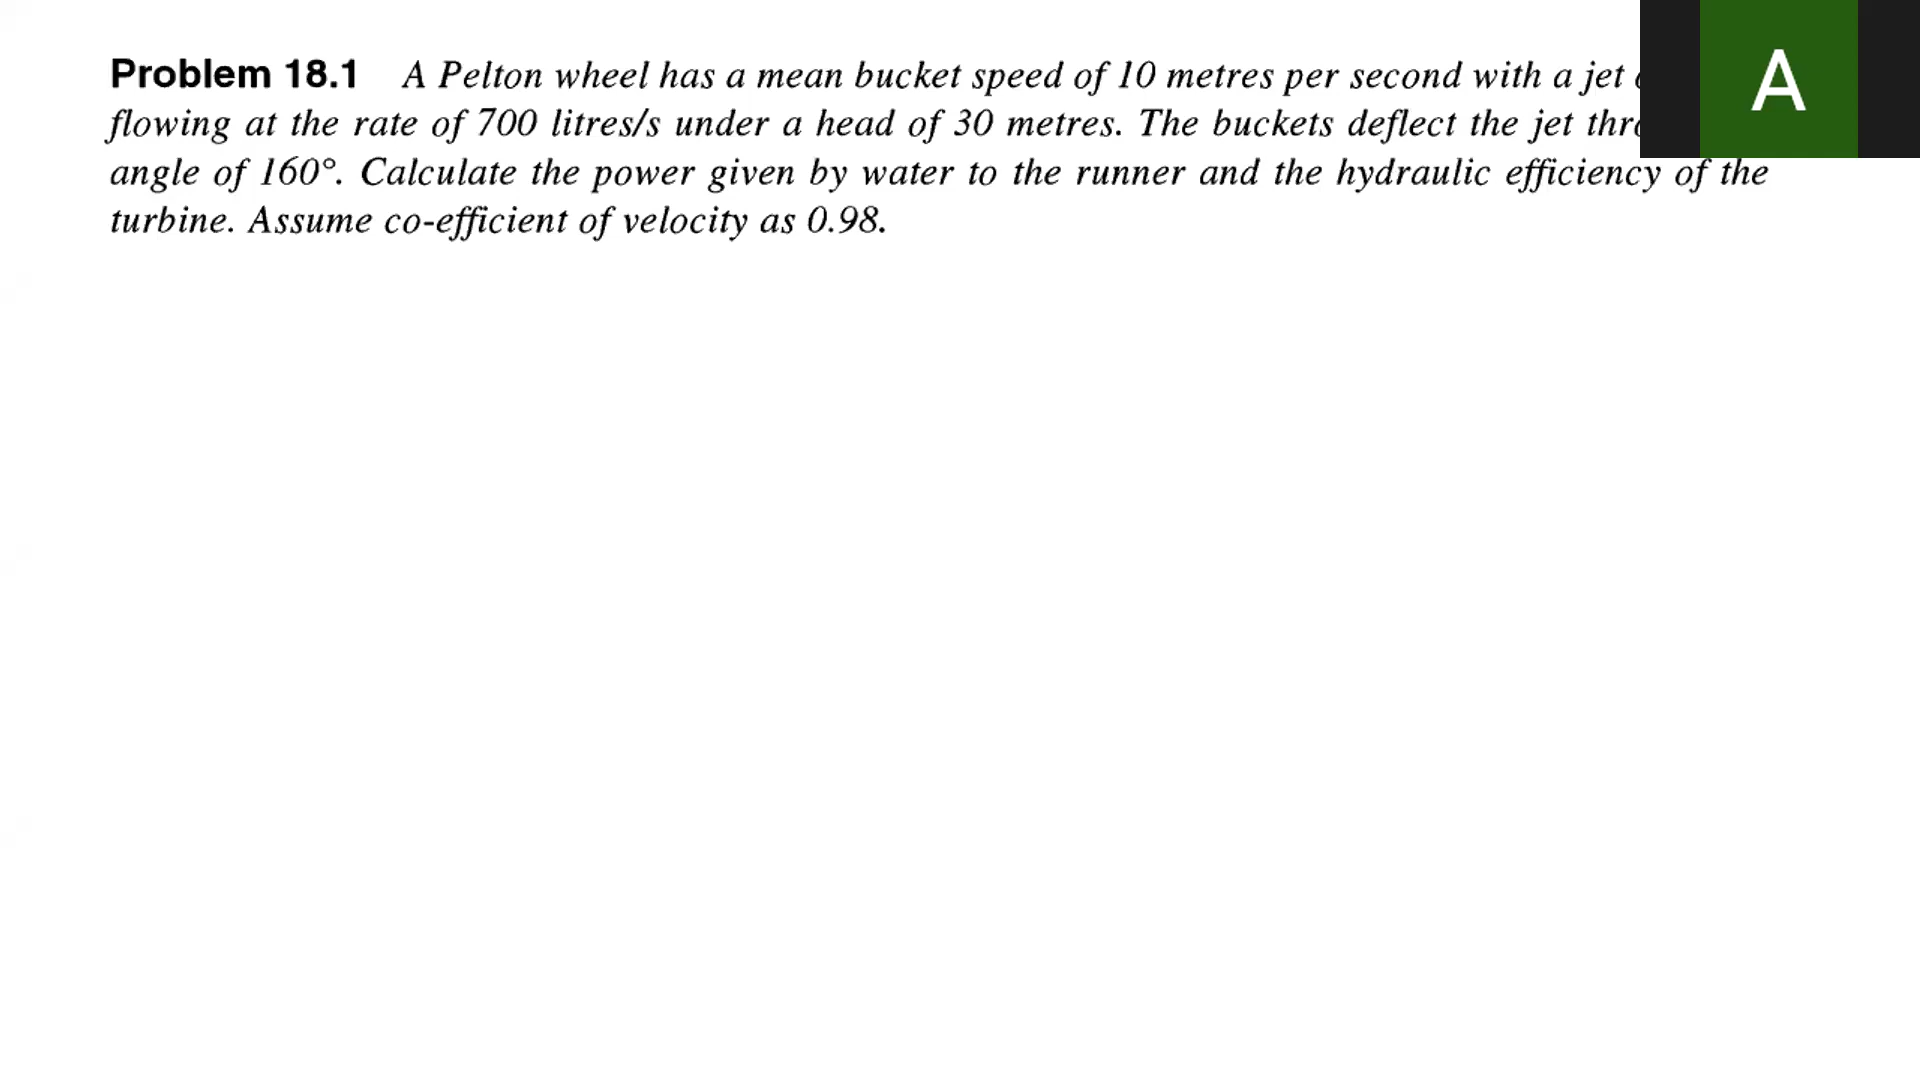 Problem 18.1 A Pelton wheel has a mean bucket speed of 10 metres per second with a jet
flowing at the rate of 700 litres/s under a head of 30 metres. The buckets deflect the jet
angle of 160°. Calculate the power given by water to the runner and the hydraulic efficiency of the
turbine. Assume co-efficient of velocity as 0.98.
A